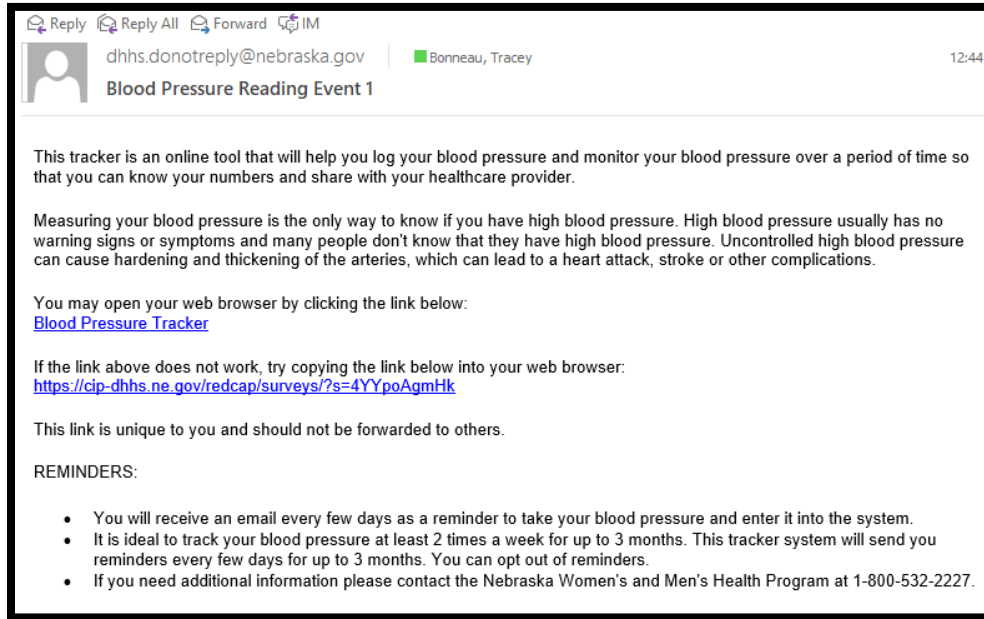 Reply Reply All Forward IM
dhhs.donotreply@nebraska.gov Bonneau, Tracey 12:44
Blood Pressure Reading Event 1
This tracker is an online tool that will help you log your blood pressure and monitor your blood pressure over a period of time so
that you can know your numbers and share with your healthcare provider.
Measuring your blood pressure is the only way to know if you have high blood pressure. High blood pressure usually has no
warning signs or symptoms and many people don't know that they have high blood pressure. Uncontrolled high blood pressure
can cause hardening and thickening of the arteries, which can lead to a heart attack, stroke or other complications.
You may open your web browser by clicking the link below:
Blood Pressure Tracker
If the link above does not work, try copying the link below into your web browser:
https://cip-dhhs.ne.gov/redcap/surveys/?s=4YYpoAgmHk
This link is unique to you and should not be forwarded to others.
REMINDERS:
• You will receive an email every few days as a reminder to take your blood pressure and enter it into the system.
• It is ideal to track your blood pressure at least 2 times a week for up to 3 months. This tracker system will send you
reminders every few days for up to 3 months. You can opt out of reminders.
• If you need additional information please contact the Nebraska Women's and Men's Health Program at 1-800-532-2227.